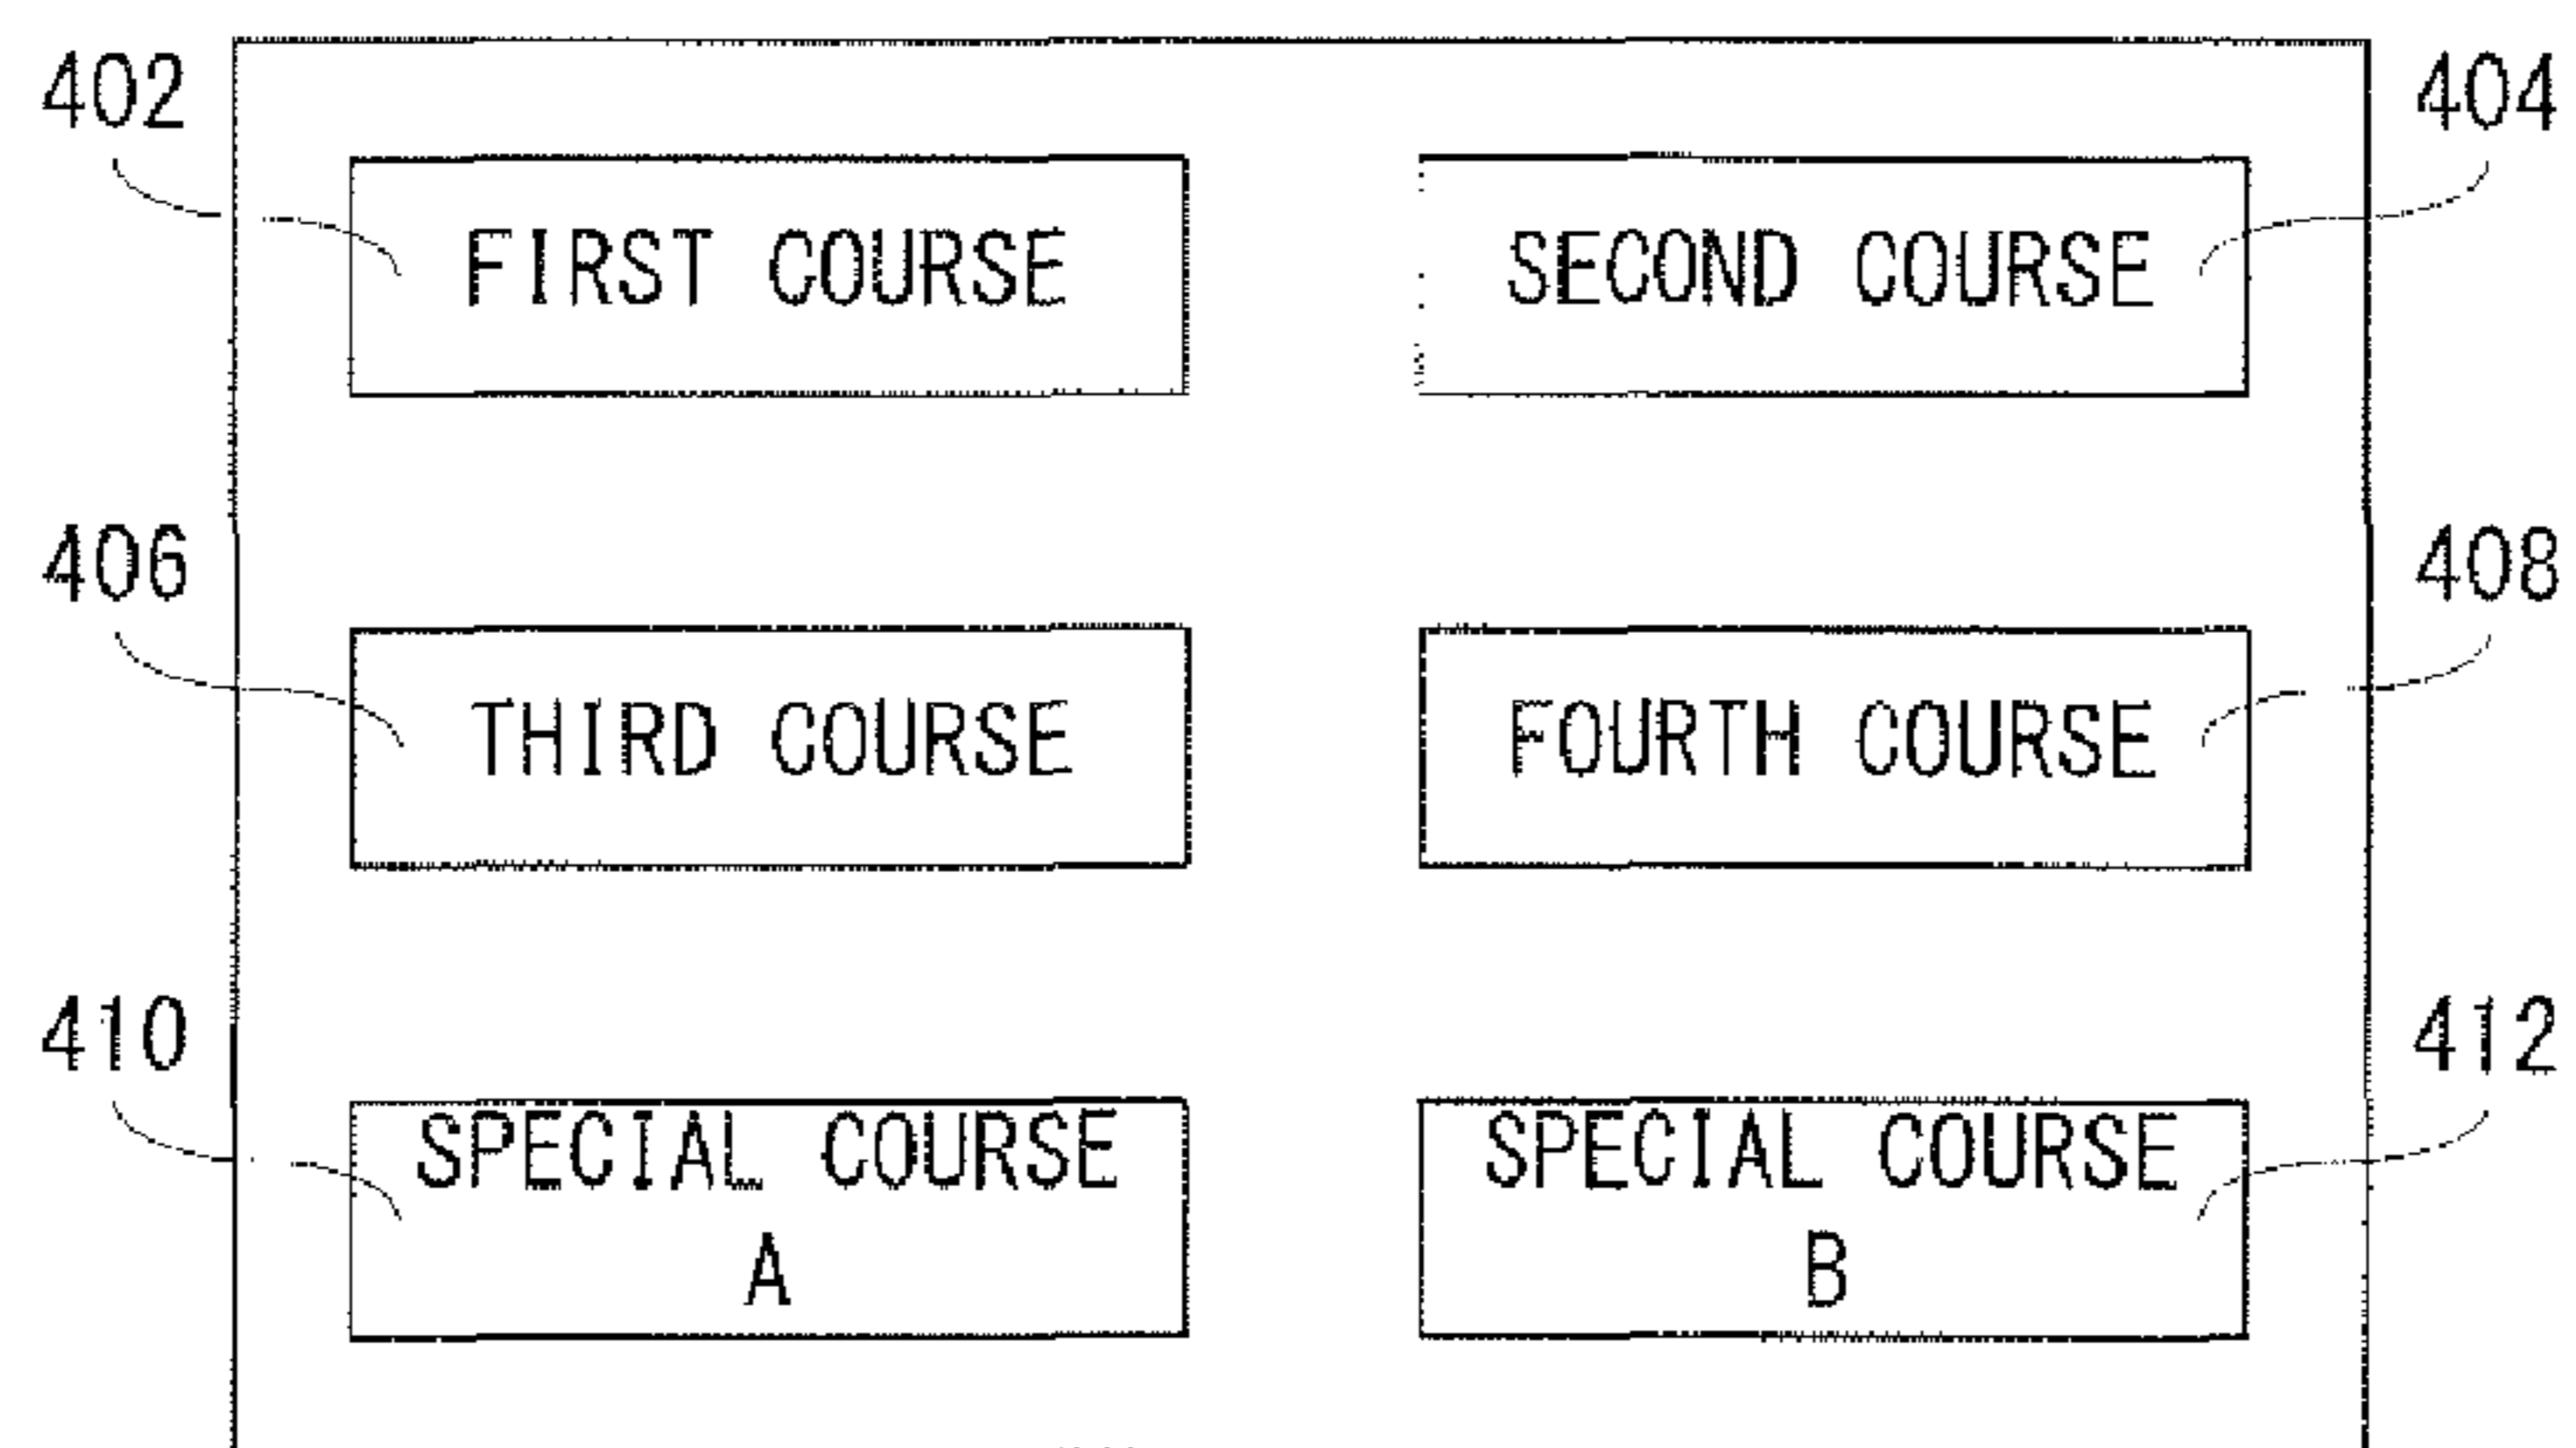 402
404
FIRST COURSE
SECOND COURSE
406
408
THIRD COURSE
FOURTH COURSE
410
412
SPECIAL COURSE
A
SPECIAL COURSE
B